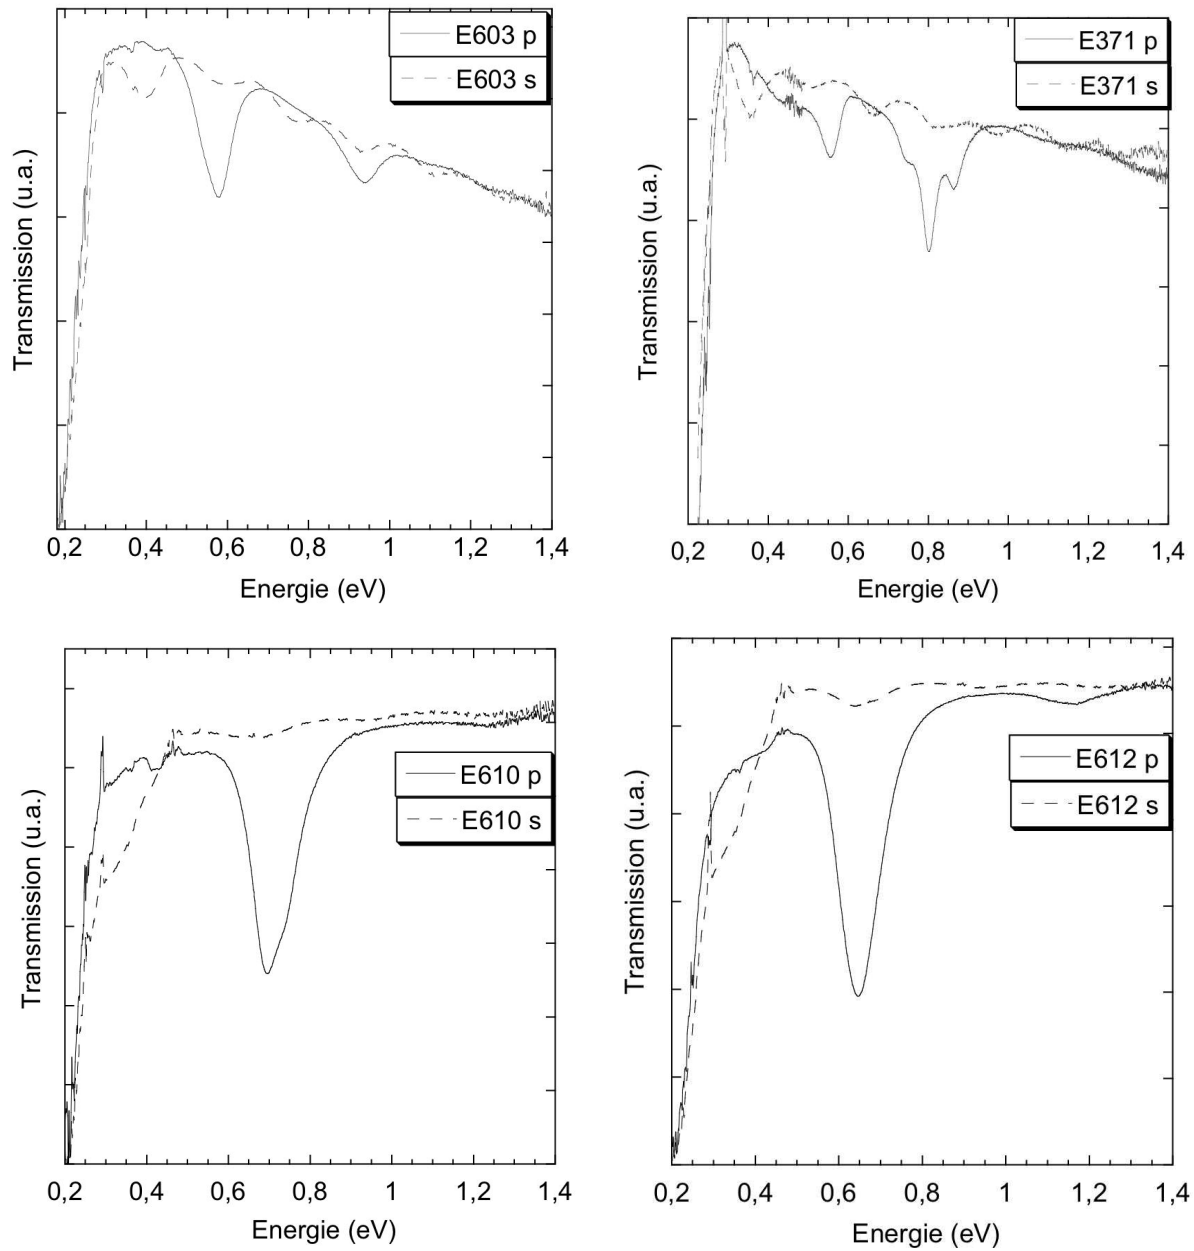 E603 p
E603 s
Transmission (u.a.)
0,2 0,4 0,6 0,8 1 1,2 1,4
Energie (eV)
E371 p
E371 s
Transmission (u.a.)
0,2 0,4 0,6 0,8 1 1,2 1,4
Energie (eV)
E610 p
E610 s
Transmission (u.a.)
0,2 0,4 0,6 0,8 1 1,2 1,4
Energie (eV)
E612 p
E612 s
Transmission (u.a.)
0,2 0,4 0,6 0,8 1 1,2 1,4
Energie (eV)